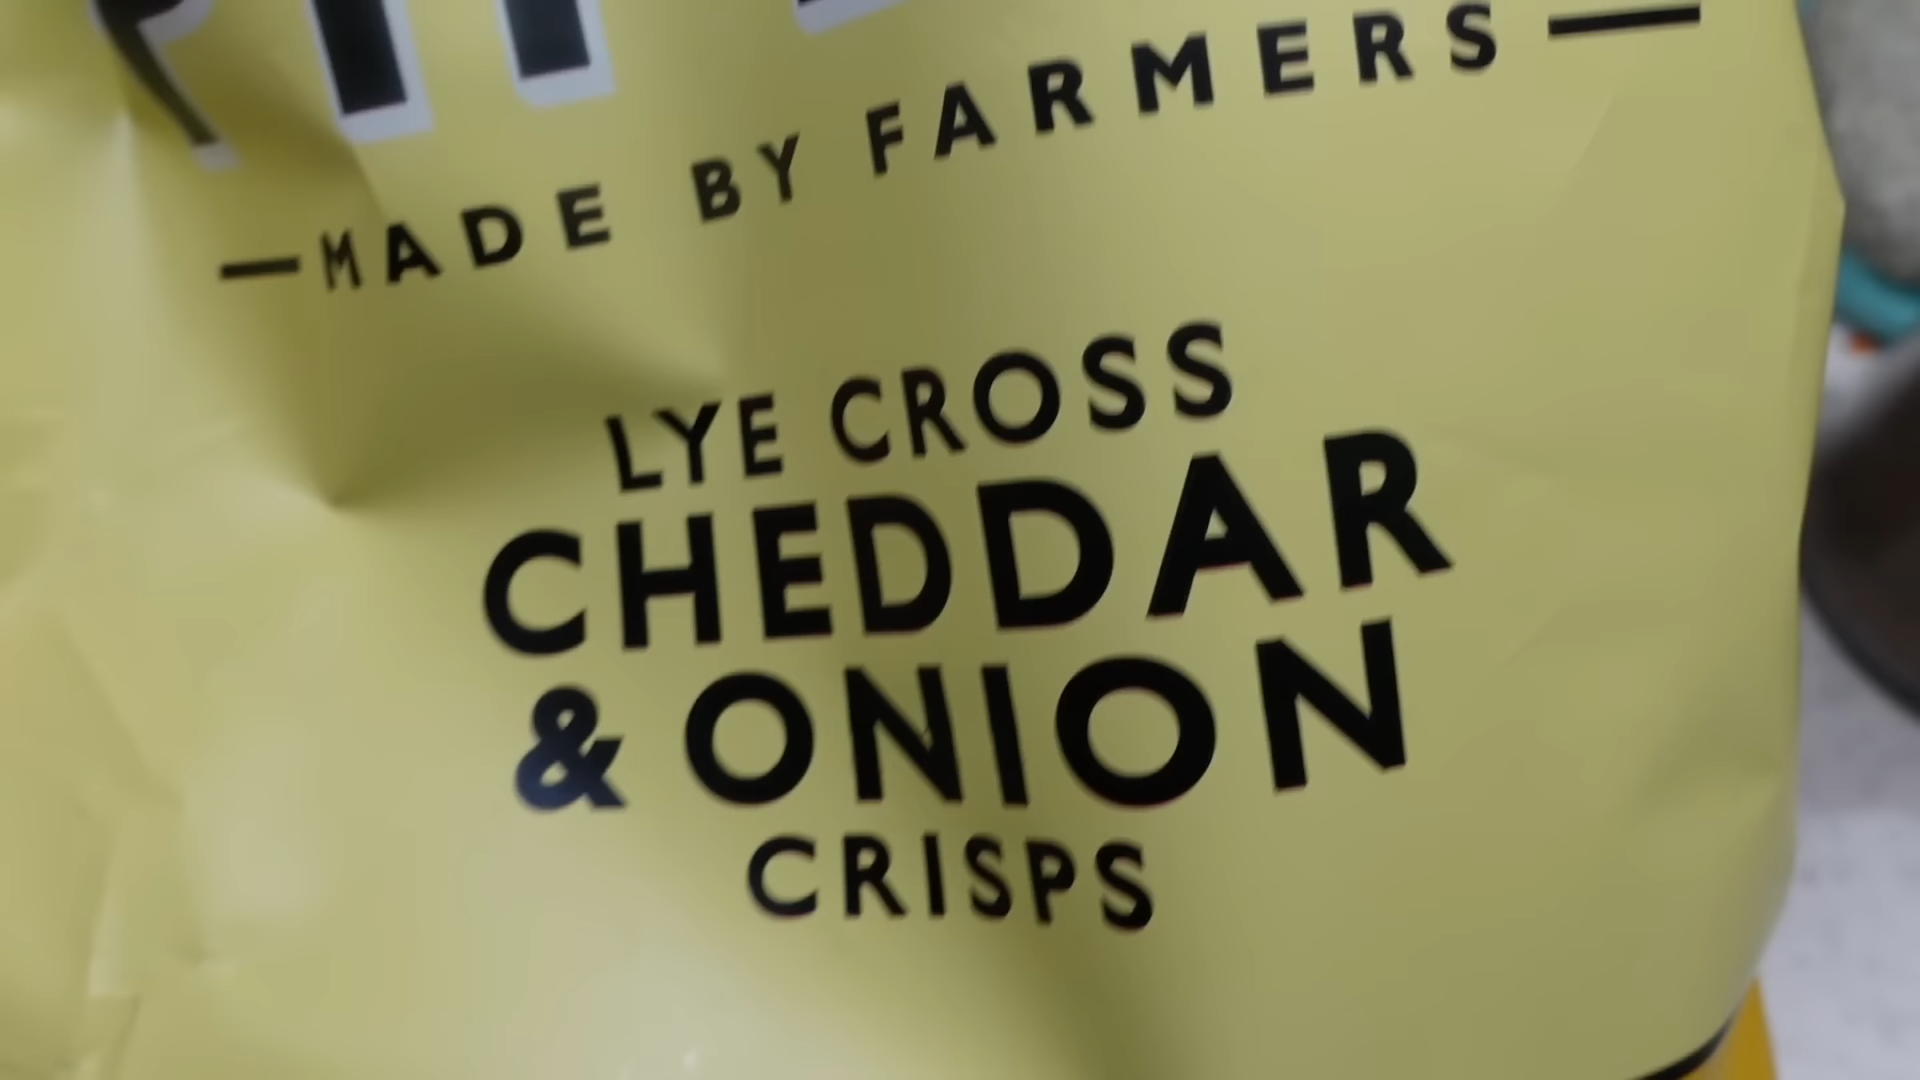 —MADE BY FARMERS—
LYE CROSS
CHEDDAR
& ONION
CRISPS